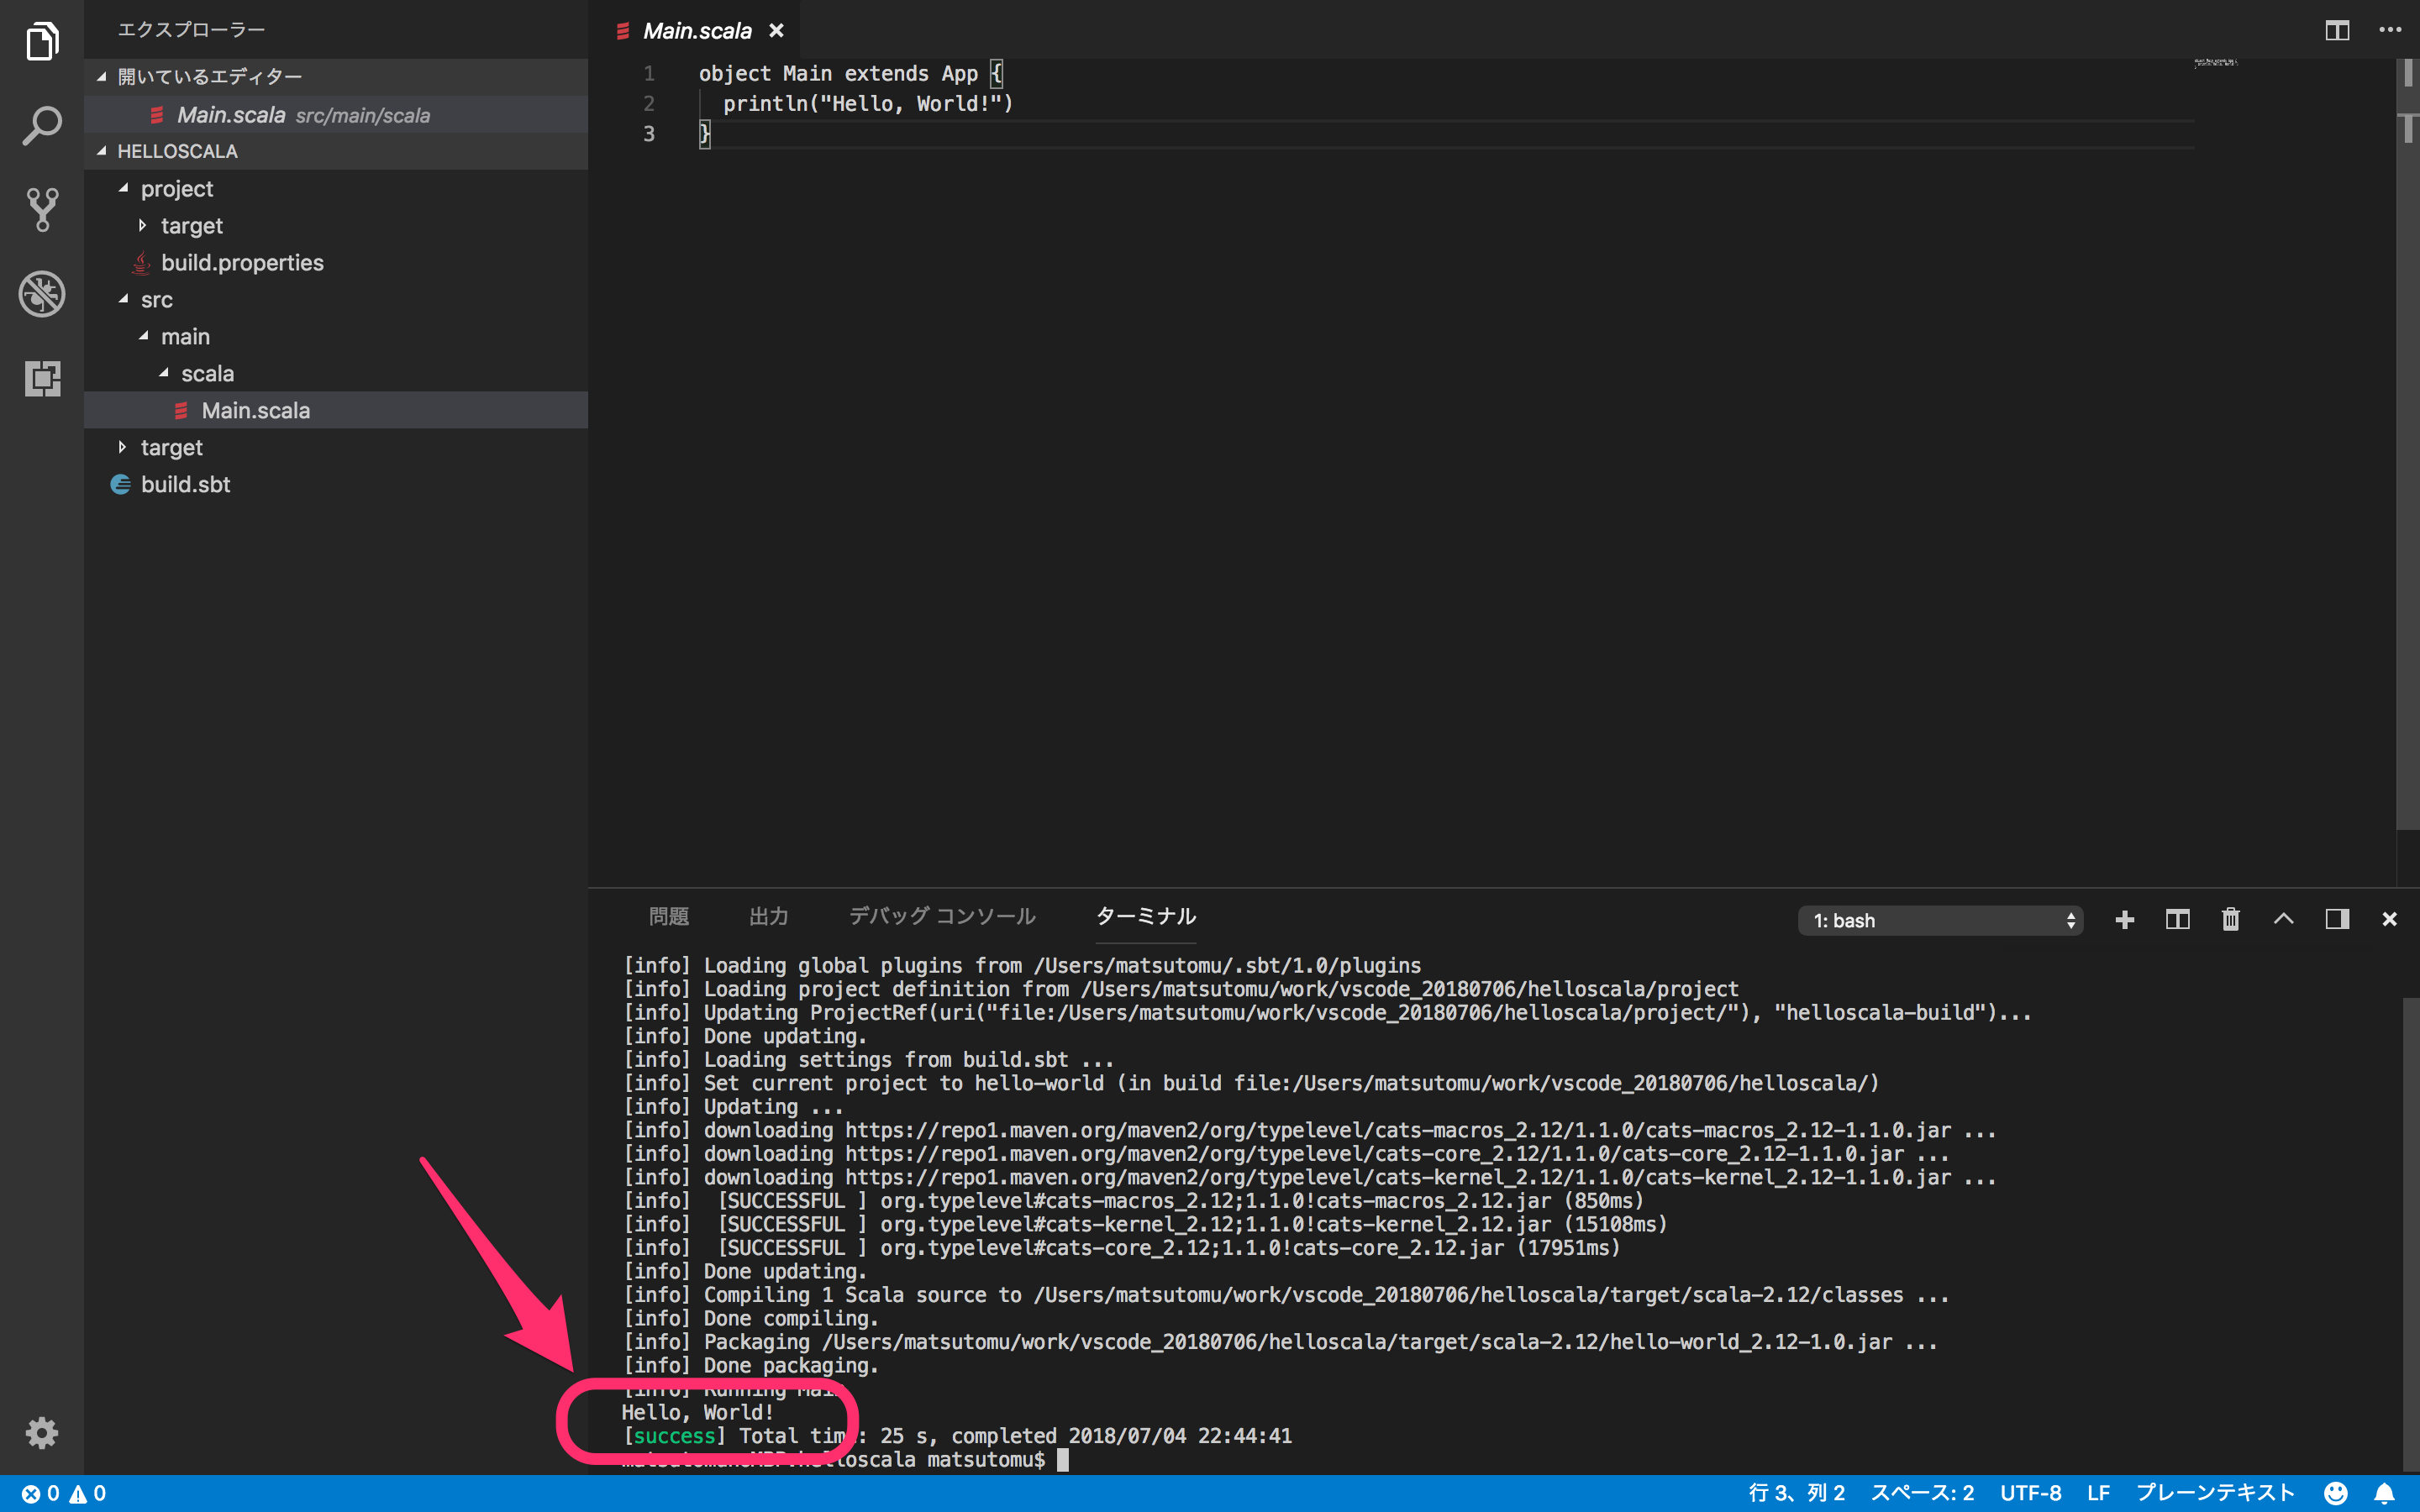 エクスプローラー
開いているエディター
Main.scala src/main/scala
HELLOSCALA
project
target
build.properties
src
main
scala
Main.scala
target
build.sbt
Main.scala
1 object Main extends App {
2 println("Hello, World!")
3 }
問題 出力 デバッグ コンソール ターミナル 1: bash
[info] Loading global plugins from /Users/matsutomu/.sbt/1.0/plugins
[info] Loading project definition from /Users/matsutomu/work/vscode_20180706/helloscala/project
[info] Updating ProjectRef(uri("file:/Users/matsutomu/work/vscode_20180706/helloscala/project/"), "helloscala-build")...
[info] Done updating.
[info] Loading settings from build.sbt ...
[info] Set current project to hello-world (in build file:/Users/matsutomu/work/vscode_20180706/helloscala/)
[info] Updating ...
[info] downloading https://repo1.maven.org/maven2/org/typelevel/cats-macros_2.12/1.1.0/cats-macros_2.12-1.1.0.jar ...
[info] downloading https://repo1.maven.org/maven2/org/typelevel/cats-core_2.12/1.1.0/cats-core_2.12-1.1.0.jar ...
[info] downloading https://repo1.maven.org/maven2/org/typelevel/cats-kernel_2.12/1.1.0/cats-kernel_2.12-1.1.0.jar ...
[info] [SUCCESSFUL ] org.typelevel#cats-macros_2.12;1.1.0!cats-macros_2.12.jar (850ms)
[info] [SUCCESSFUL ] org.typelevel#cats-kernel_2.12;1.1.0!cats-kernel_2.12.jar (15108ms)
[info] [SUCCESSFUL ] org.typelevel#cats-core_2.12;1.1.0!cats-core_2.12.jar (17951ms)
[info] Done updating.
[info] Compiling 1 Scala source to /Users/matsutomu/work/vscode_20180706/helloscala/target/scala-2.12/classes ...
[info] Done compiling.
[info] Packaging /Users/matsutomu/work/vscode_20180706/helloscala/target/scala-2.12/hello-world_2.12-1.0.jar ...
[info] Done packaging.
[info] Running Main
Hello, World!
[success] Total time: 25 s, completed 2018/07/04 22:44:41
matsutomu$
0 0 行 3、列 2 スペース: 2 UTF-8 LF プレーンテキスト